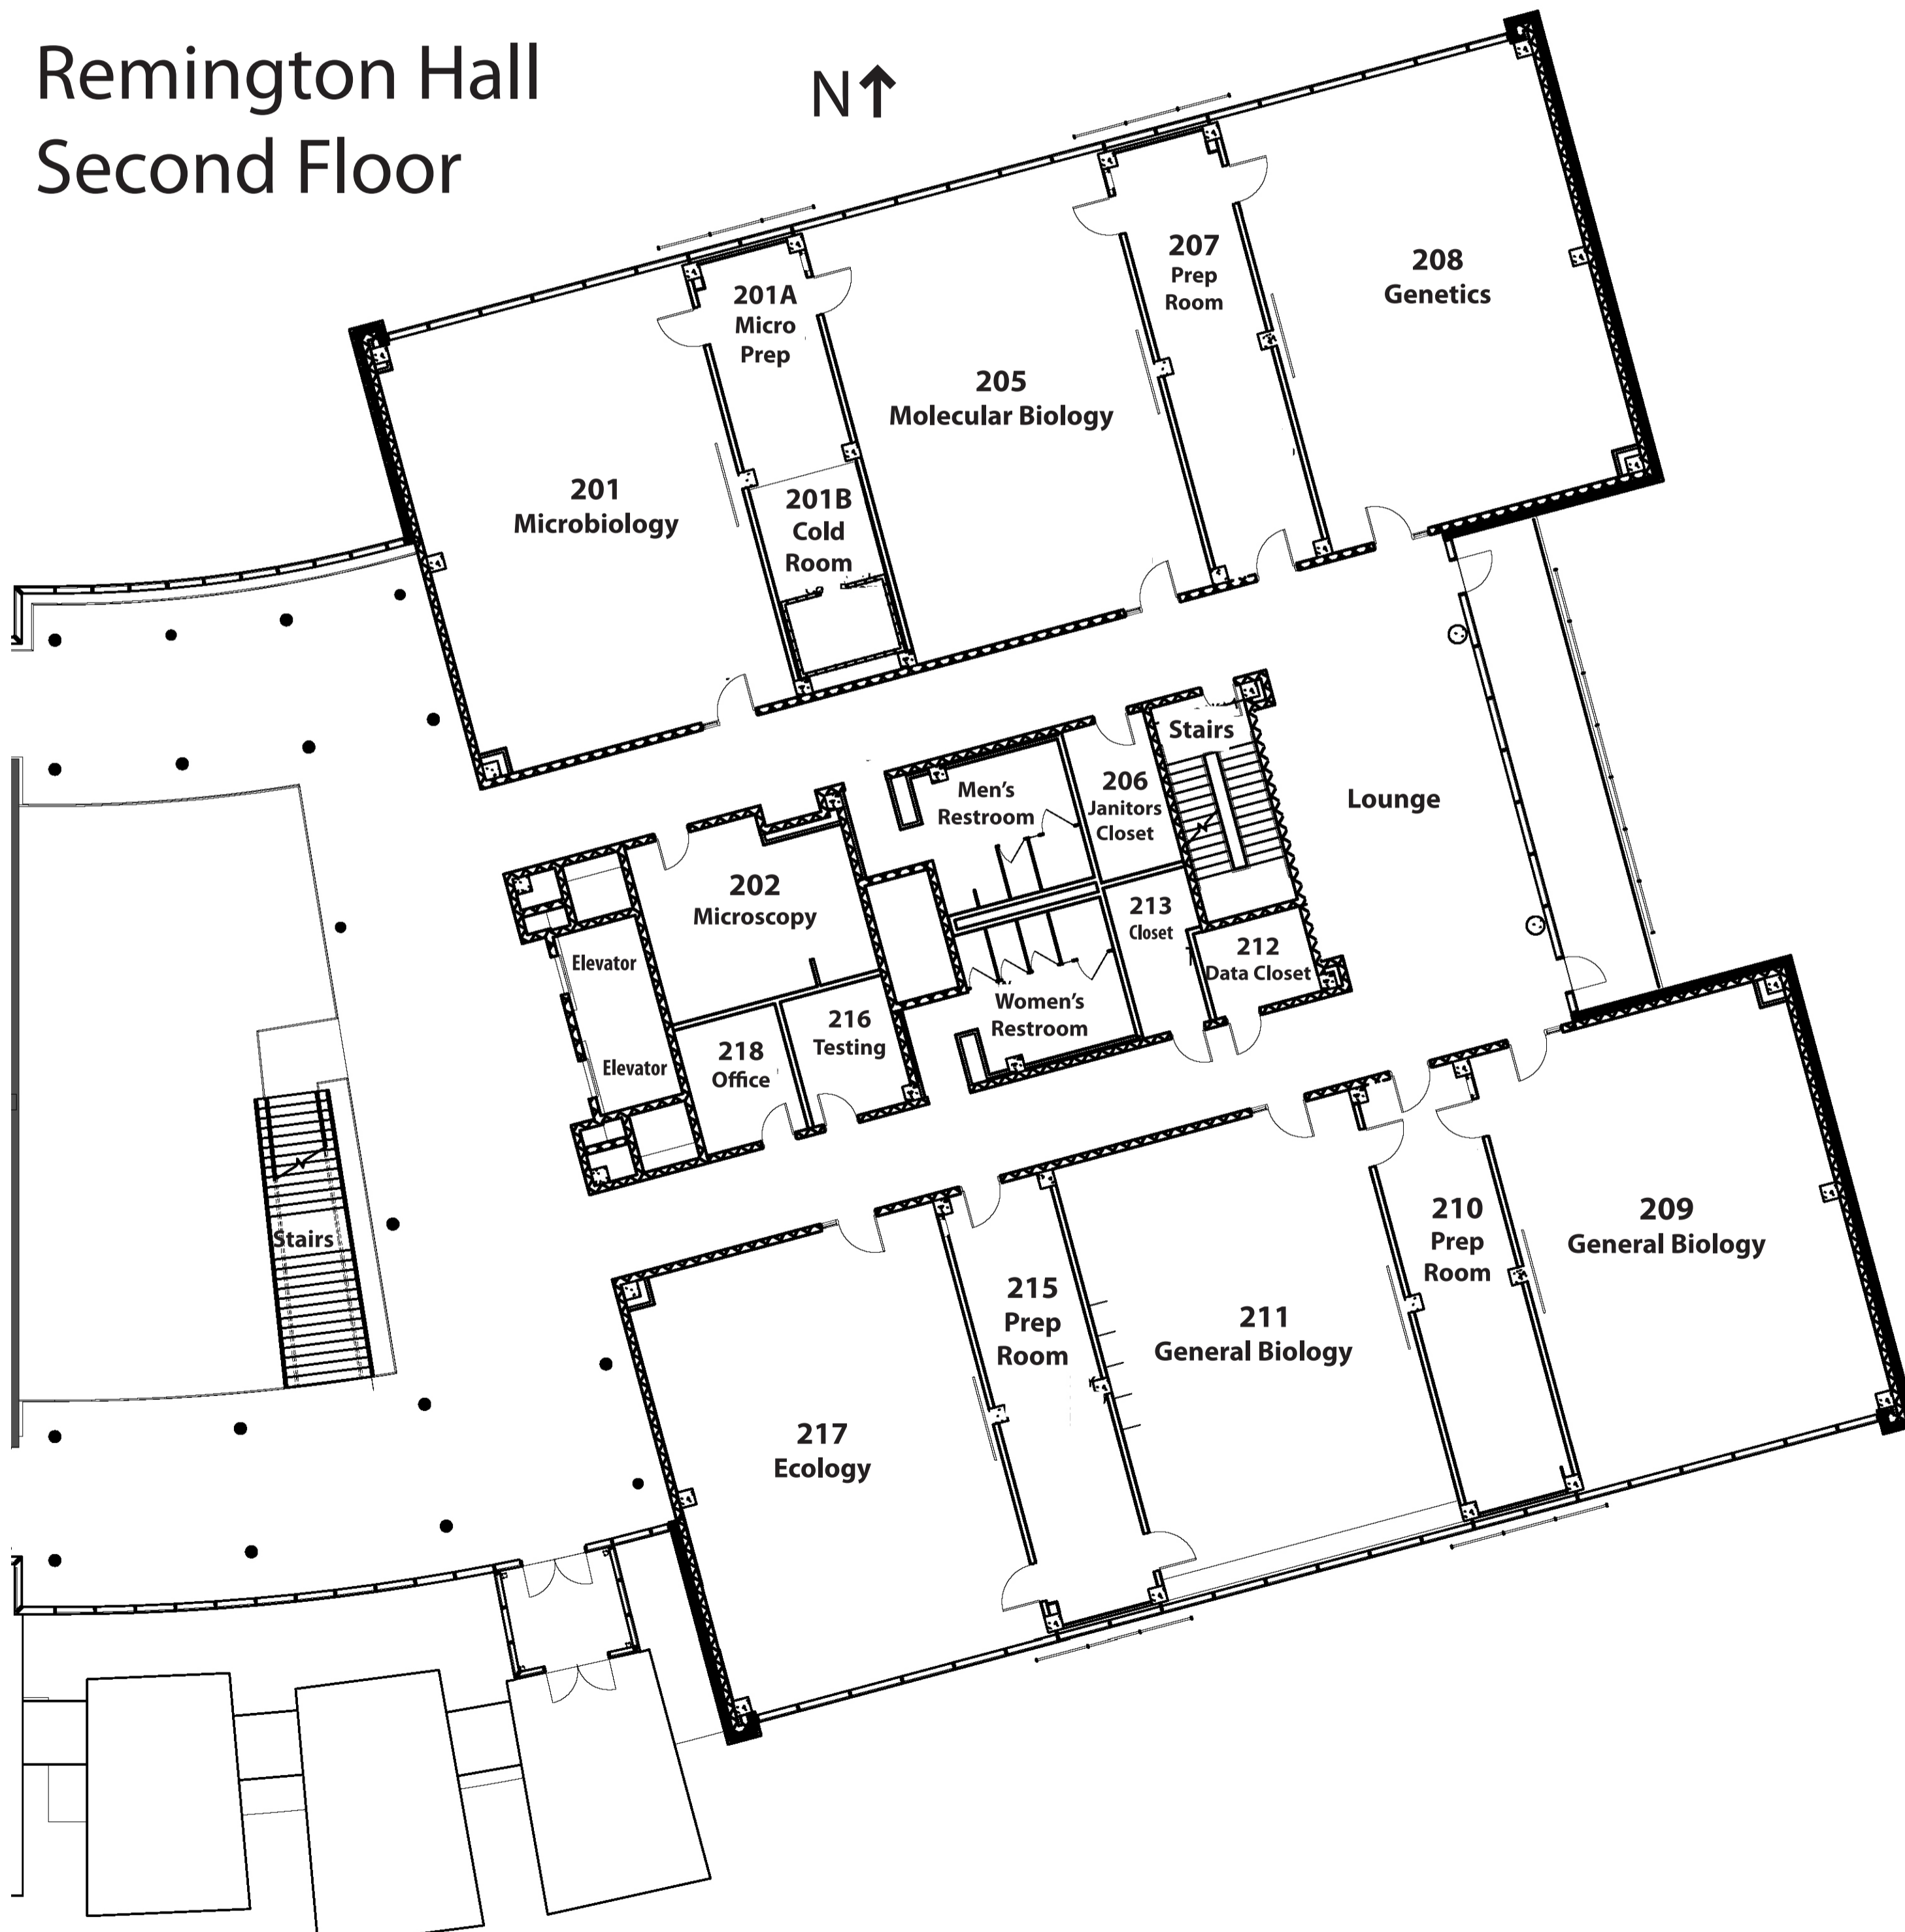 Remington Hall
Second Floor
N
208
Genetics
207
Prep
Room
201A
Micro
Prep
205
Molecular Biology
201
Microbiology
201B
Cold
Room
Stairs
Men's
Restroom
206
Janitors
Closet
Lounge
202
Microscopy
213
Closet
212
Data Closet
Elevator
Women's
Restroom
216
Testing
218
Office
Elevator
Stairs
210
Prep
Room
209
General Biology
215
Prep
Room
211
General Biology
217
Ecology